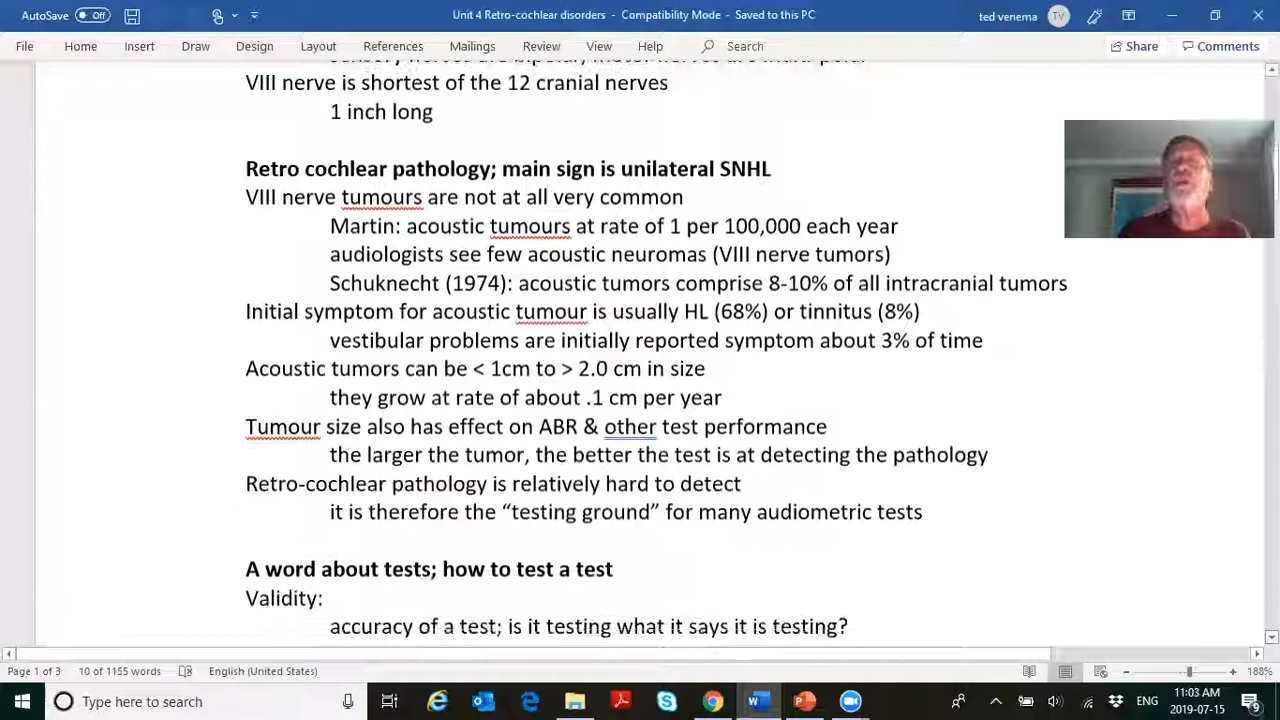 AutoSave Off Unit 4 Retro-cochlear disorders - Compatibility Mode - Saved to this PC ted venema TV
File Home Insert Draw Design Layout References Mailings Review View Help Search Share Comments
VIII nerve is shortest of the 12 cranial nerves
1 inch long
Retro cochlear pathology; main sign is unilateral SNHL
VIII nerve tumours are not at all very common
Martin: acoustic tumours at rate of 1 per 100,000 each year
audiologists see few acoustic neuromas (VIII nerve tumors)
Schuknecht (1974): acoustic tumors comprise 8-10% of all intracranial tumors
Initial symptom for acoustic tumour is usually HL (68%) or tinnitus (8%)
vestibular problems are initially reported symptom about 3% of time
Acoustic tumors can be < 1cm to > 2.0 cm in size
they grow at rate of about .1 cm per year
Tumour size also has effect on ABR & other test performance
the larger the tumor, the better the test is at detecting the pathology
Retro-cochlear pathology is relatively hard to detect
it is therefore the “testing ground” for many audiometric tests
A word about tests; how to test a test
Validity:
accuracy of a test; is it testing what it says it is testing?
Page 1 of 3 10 of 1155 words English (United States) 188%
Type here to search ENG 11:03 AM
2019-07-15